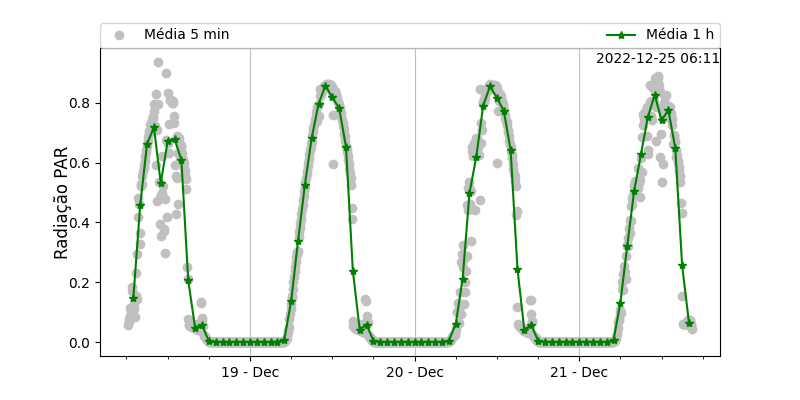 Média 5 min
Média 1 h
2022-12-25 06:11
Radiação PAR
0.8
0.6
0.4
0.2
0.0
19 - Dec
20 - Dec
21 - Dec